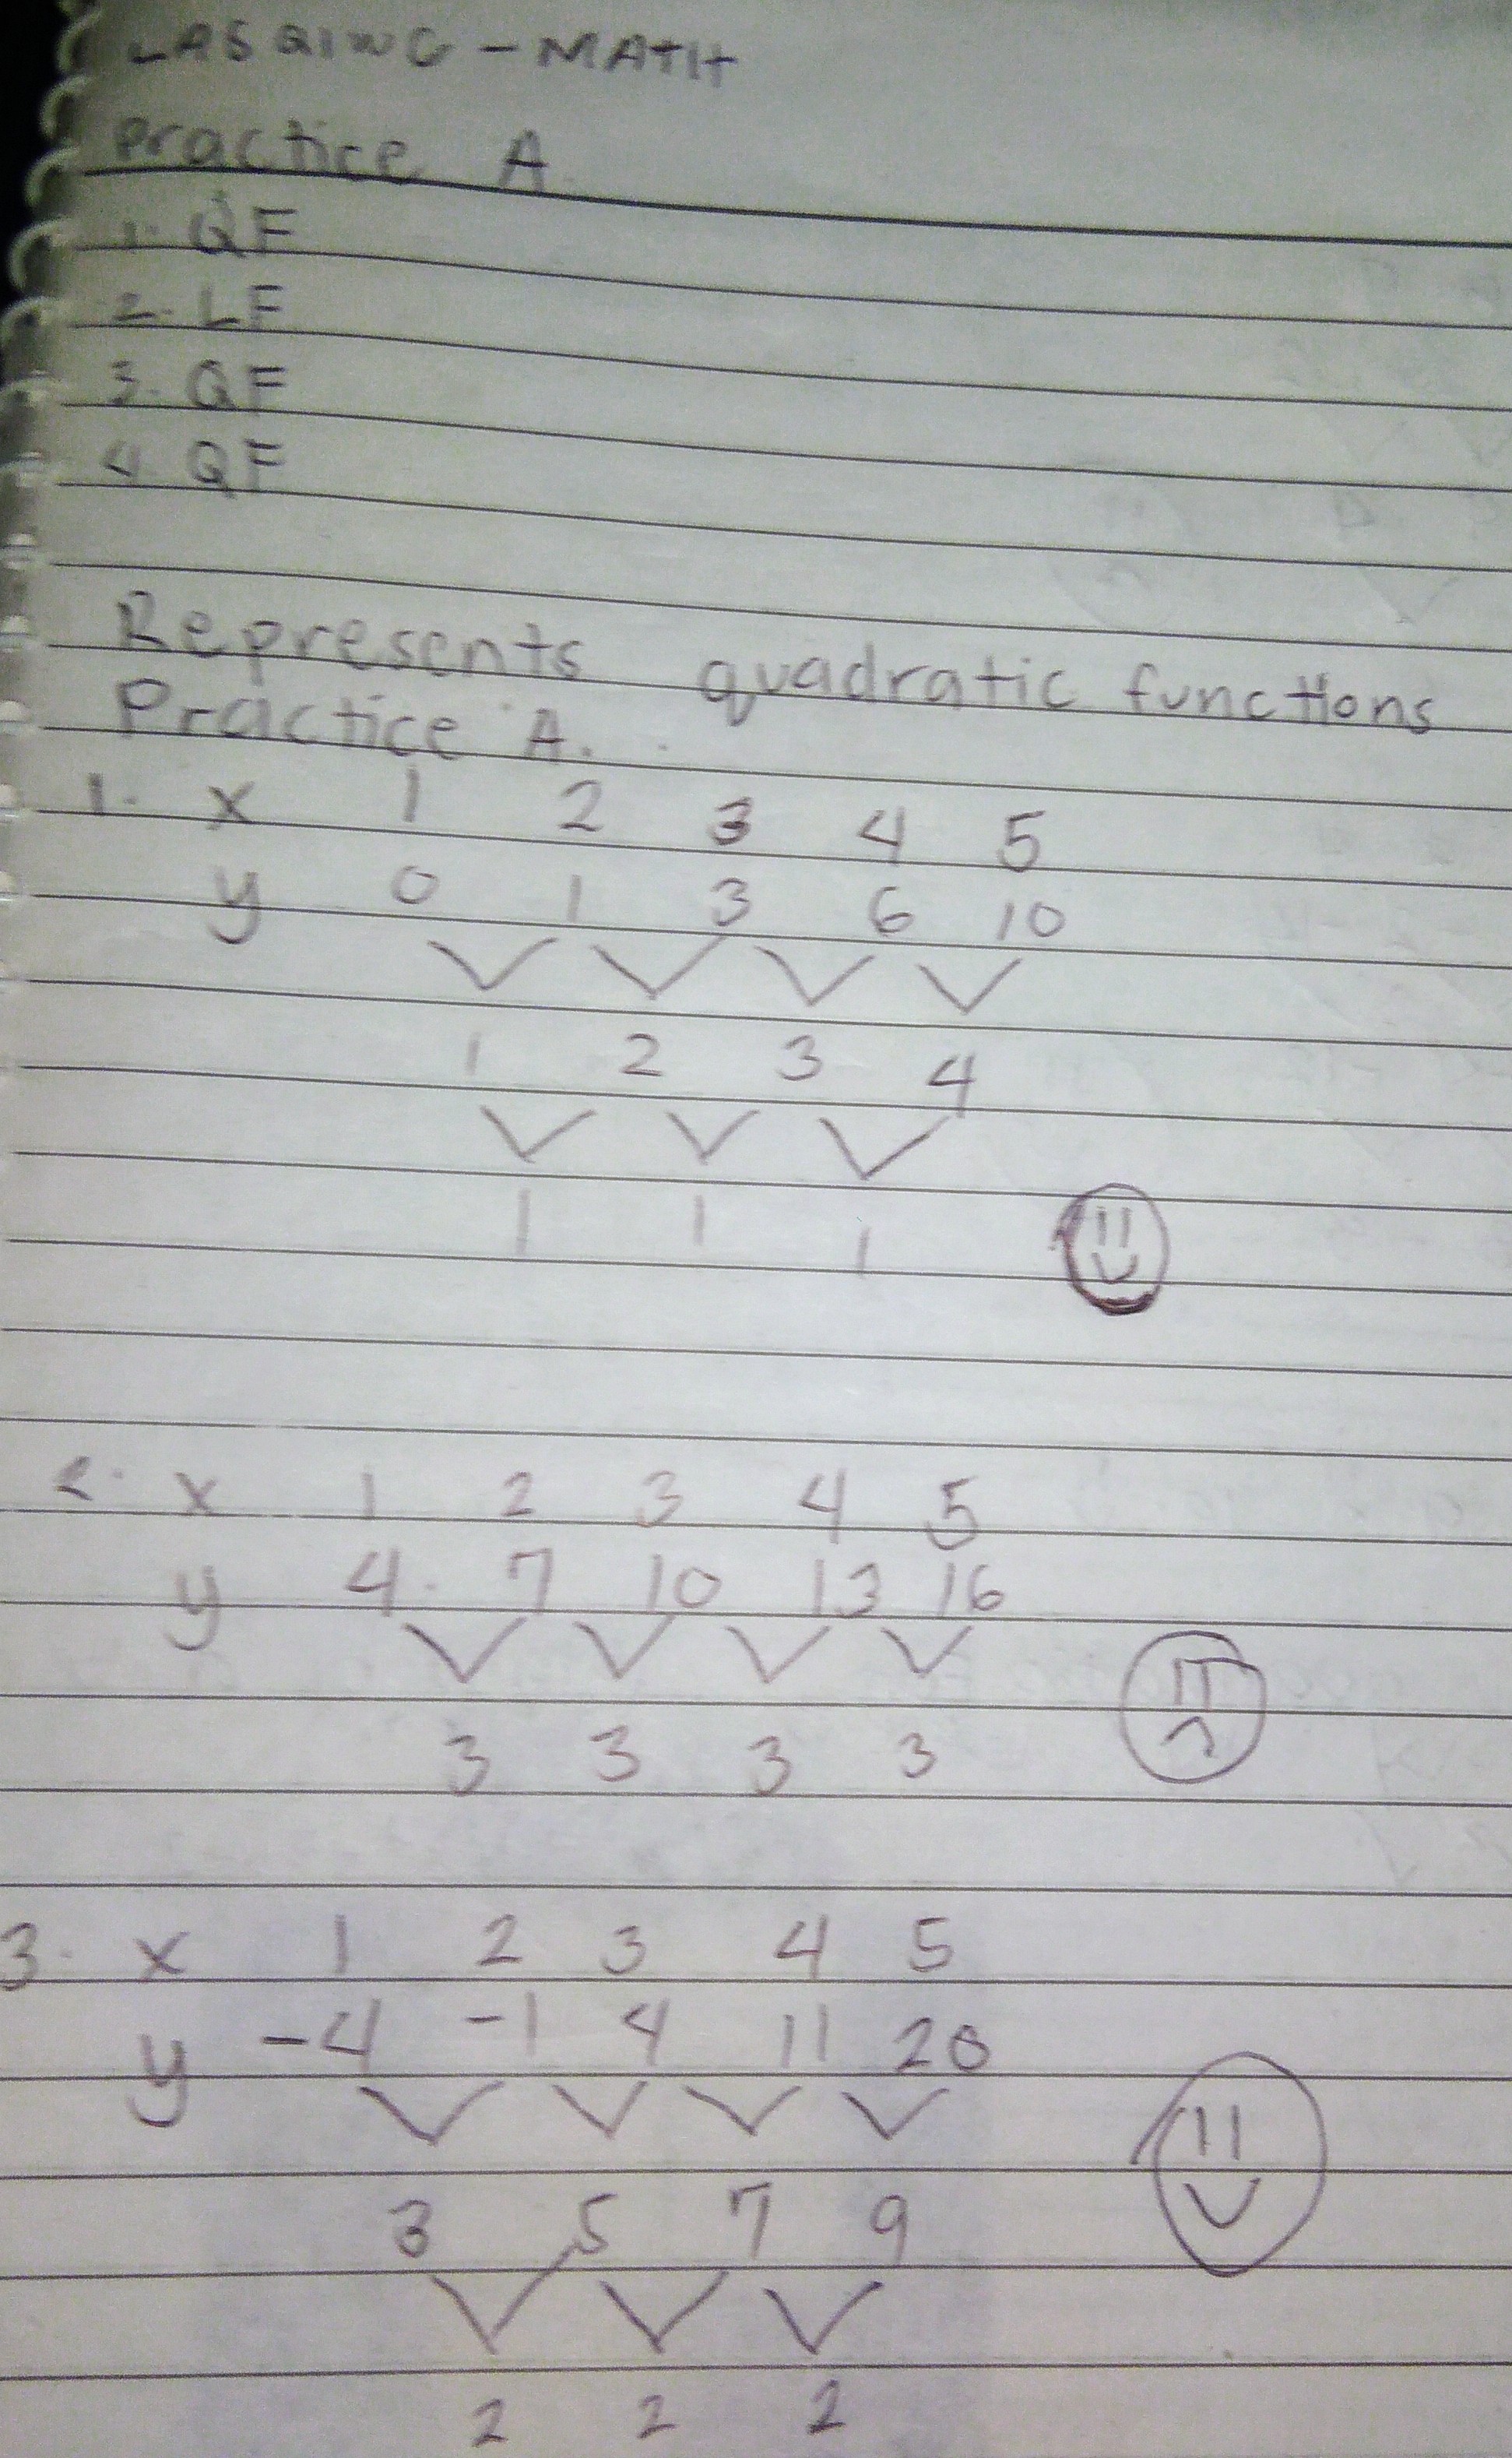 - MATH
Practice A
1. QF
2. LF
3. QF
4. QF
Represents quadratic functions
Practice A.
1. x 1 2 3 4 5
y 0 1 3 6 10
1 2 3 4
1 1 1
2. x 1 2 3 4 5
y 4 7 10 13 16
3 3 3 3
3. x 1 2 3 4 5
y -4 -1 4 11 20
3 5 7 9
2 2 2